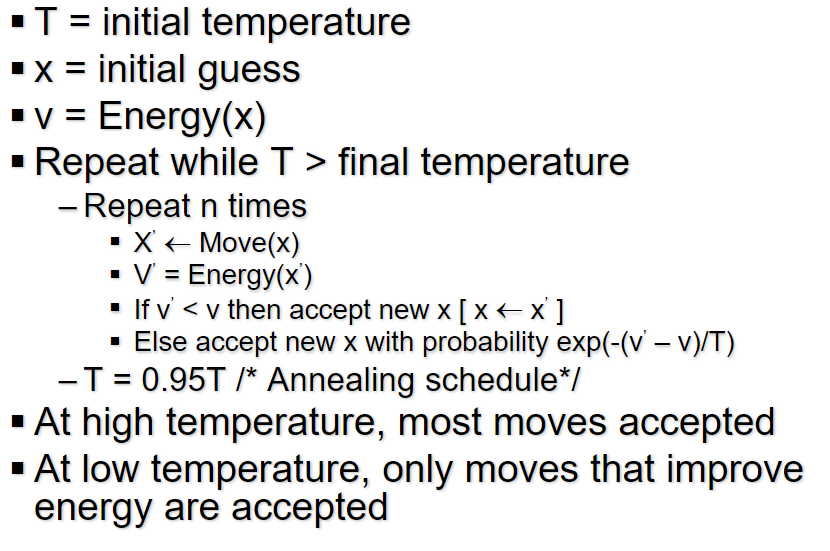 ▪ T = initial temperature
▪ x = initial guess
▪ v = Energy(x)
▪ Repeat while T > final temperature
– Repeat n times
▪ X’ ← Move(x)
▪ V’ = Energy(x’)
▪ If v’ < v then accept new x [ x ← x’ ]
▪ Else accept new x with probability exp(-(v’ – v)/T)
– T = 0.95T /* Annealing schedule*/
▪ At high temperature, most moves accepted
▪ At low temperature, only moves that improve
energy are accepted